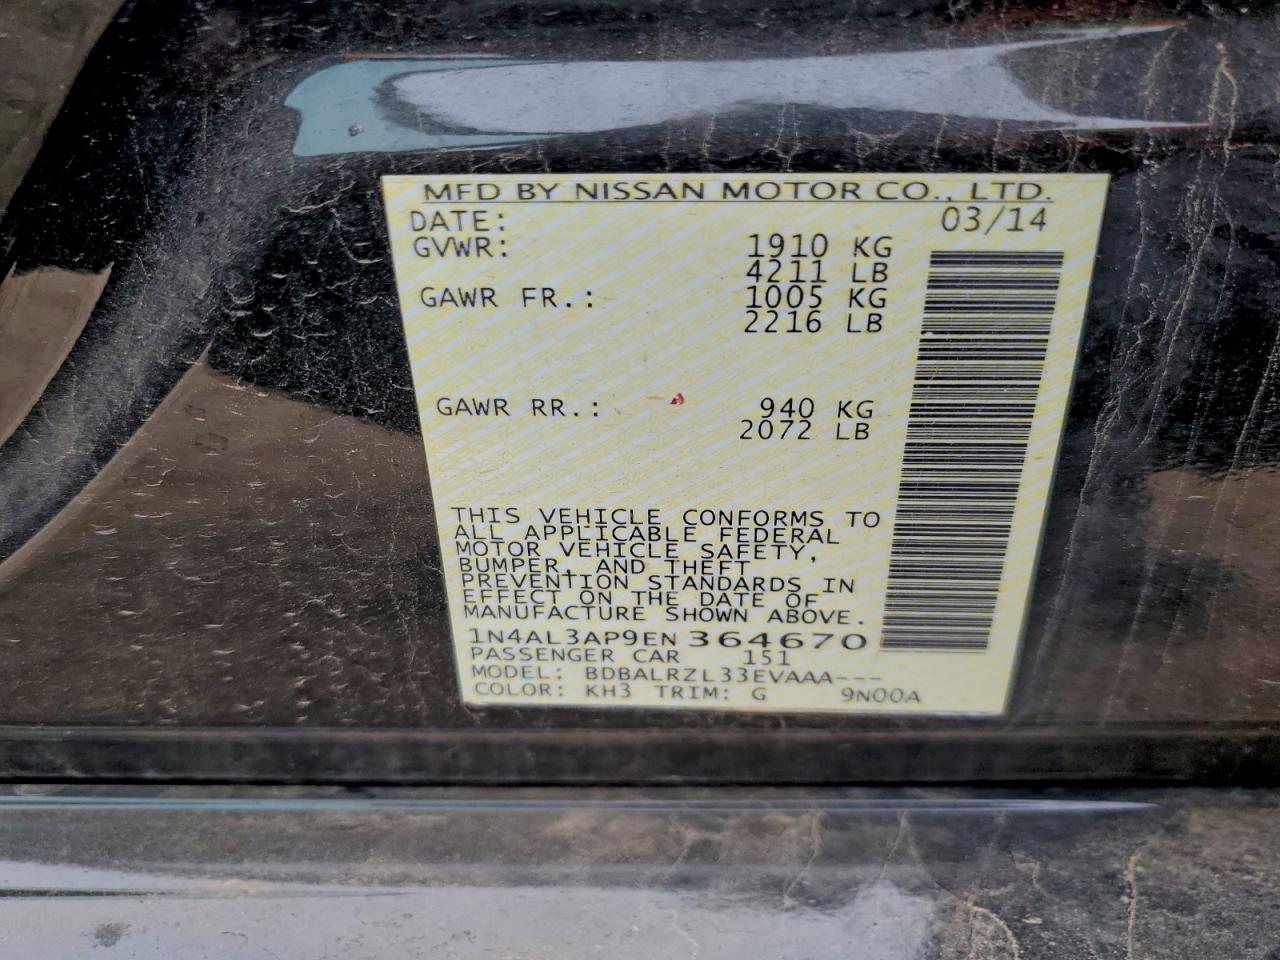 MFD BY NISSAN MOTOR CO., LTD.
DATE: 03/14
GVWR: 1910 KG
4211 LB
GAWR FR.: 1005 KG
2216 LB
GAWR RR.: 940 KG
2072 LB
THIS VEHICLE CONFORMS TO
ALL APPLICABLE FEDERAL
MOTOR VEHICLE SAFETY,
BUMPER, AND THEFT
PREVENTION STANDARDS IN
EFFECT ON THE DATE OF
MANUFACTURE SHOWN ABOVE.
1N4AL3AP9EN364670
PASSENGER CAR 151
MODEL: BDBALRZL33EVAAA---
COLOR: KH3 TRIM: G 9N00A